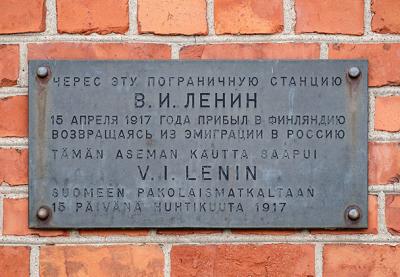 ЧЕРЕС ЭТУ ПОГРАНИЧНУЮ СТАНЦИЮ
В. И. ЛЕНИН
15 АПРЕЛЯ 1917 ГОДА ПРИБЫЛ В ФИНЛЯНДИЮ
ВОЗВРАЩАЯСЬ ИЗ ЭМИГРАЦИИ В РОССИЮ
TÄMÄN ASEMAN KAUTTA SAAPUI
V. I. LENIN
SUOMEEN PAKOLAISMATKALTAAN
15 PÄIVÄNÄ HUHTIKUUTA 1917